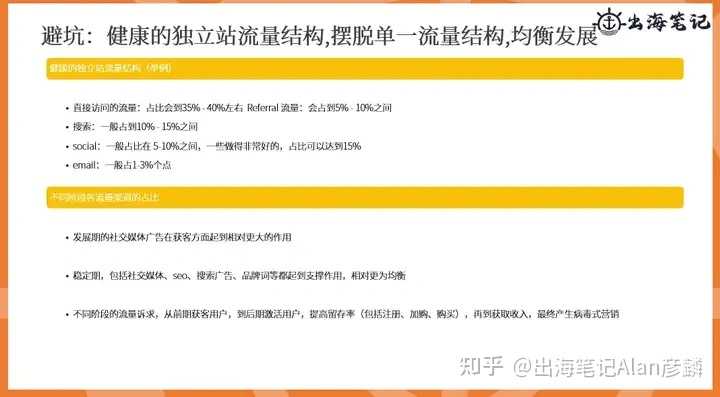 出海笔记
避坑：健康的独立站流量结构,摆脱单一流量结构,均衡发展
健康的独立站流量结构（举例）
• 直接访问的流量：占比会到35% - 40%左右 Referral 流量：会占到5% - 10%之间
• 搜索：一般占到10% - 15%之间
• social：一般占比在 5-10%之间，一些做得非常好的，占比可以达到15%
• email：一般占1-3%个点
不同阶段各流量渠道的占比
• 发展期的社交媒体广告在获客方面起到相对更大的作用
• 稳定期，包括社交媒体、seo、搜索广告、品牌词等都起到支撑作用，相对更为均衡
• 不同阶段的流量诉求，从前期获客用户，到后期激活用户，提高留存率（包括注册、加购、购买），再到获取收入，最终产生病毒式营销
知乎 @出海笔记Alan彦麟